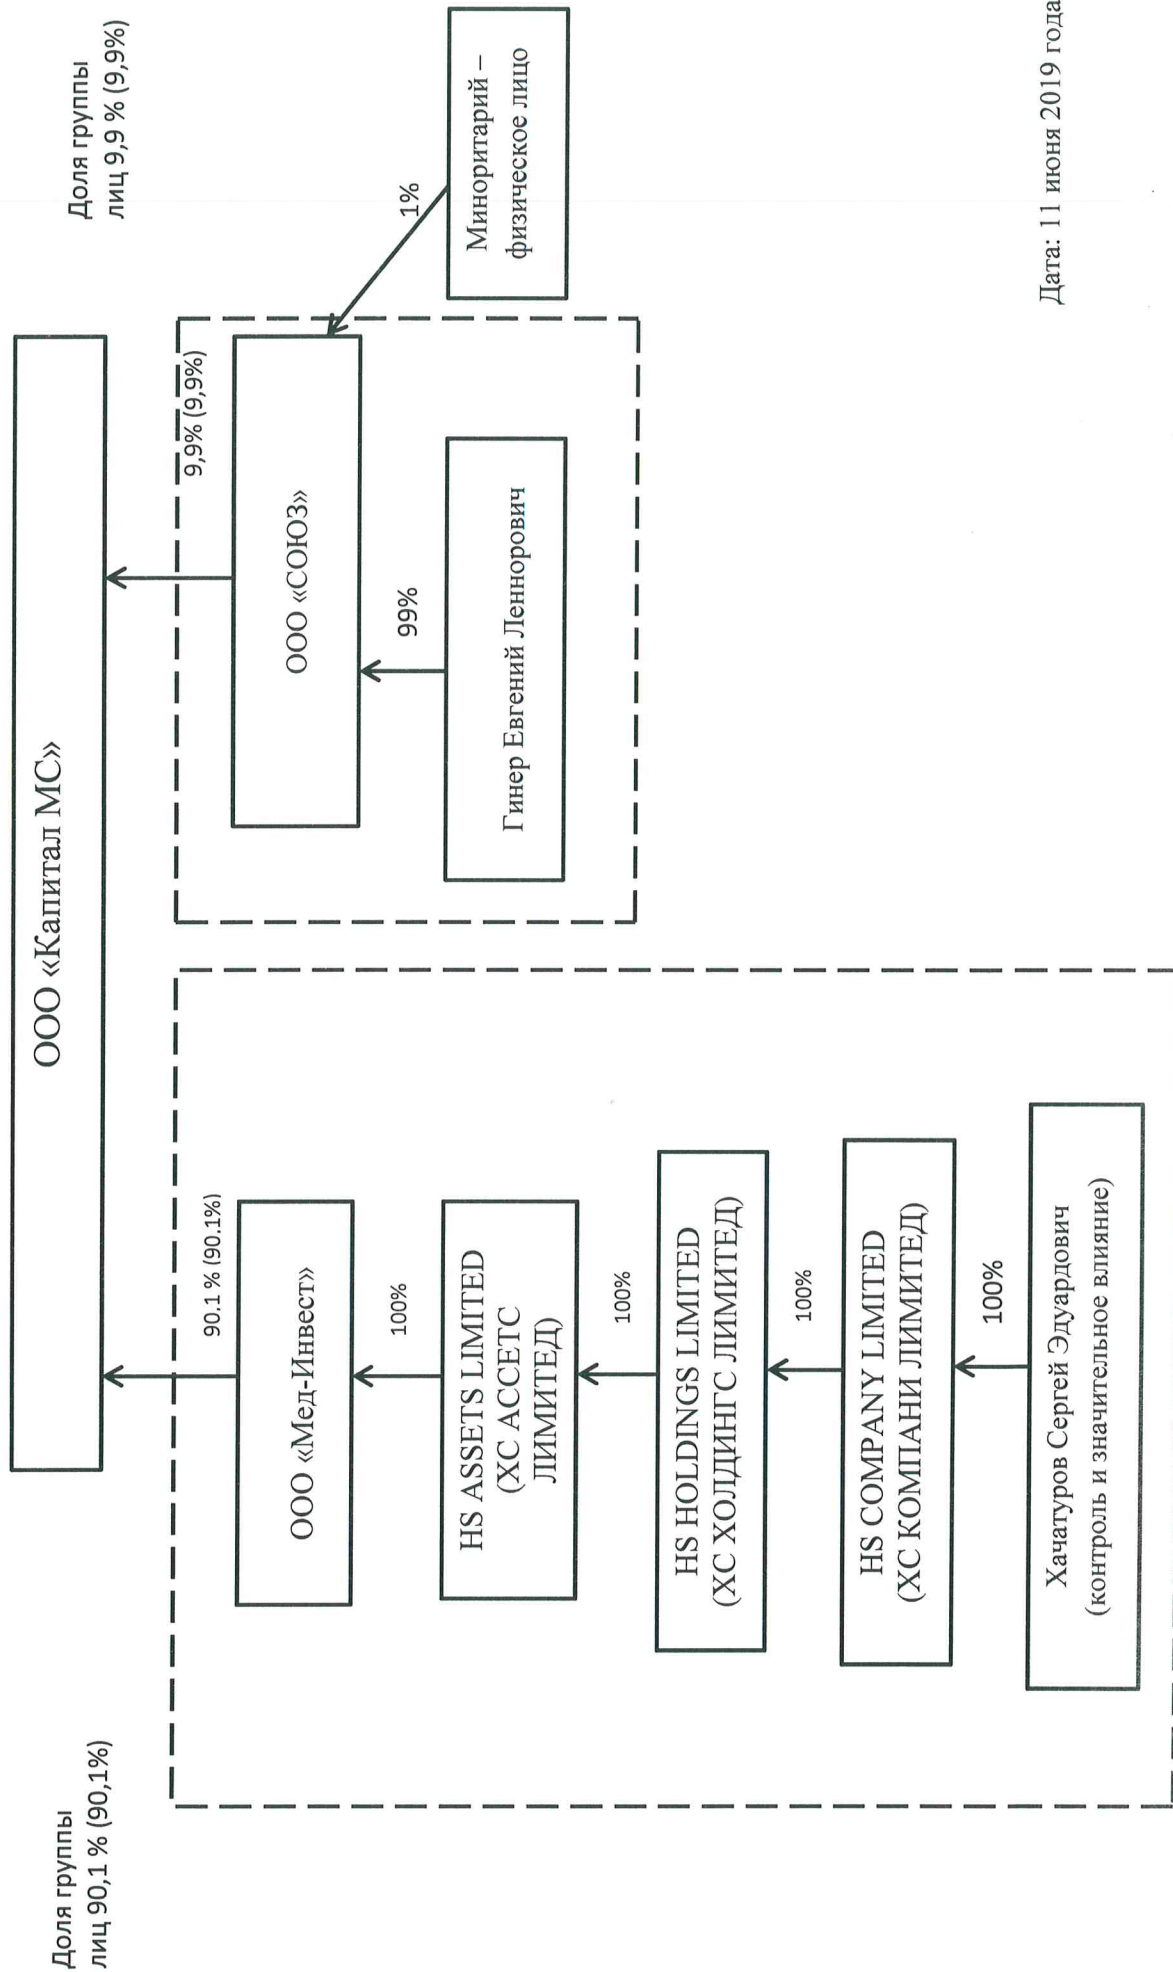 Доля группы
лиц 90,1 % (90,1%)
ООО «Капитал МС»
Доля группы
лиц 9,9 % (9,9%)
90.1 % (90.1%)
ООО «Мед-Инвест»
100%
HS ASSETS LIMITED
(ХС АССЕТС
ЛИМИТЕД)
100%
HS HOLDINGS LIMITED
(ХС ХОЛДИНГС ЛИМИТЕД)
100%
HS COMPANY LIMITED
(ХС КОМПАНИ ЛИМИТЕД)
100%
Хачатуров Сергей Эдуардович
(контроль и значительное влияние)
9,9% (9,9%)
ООО «СОЮЗ»
99%
Гинер Евгений Леннорович
1%
Миноритарий –
физическое лицо
Дата: 11 июня 2019 года